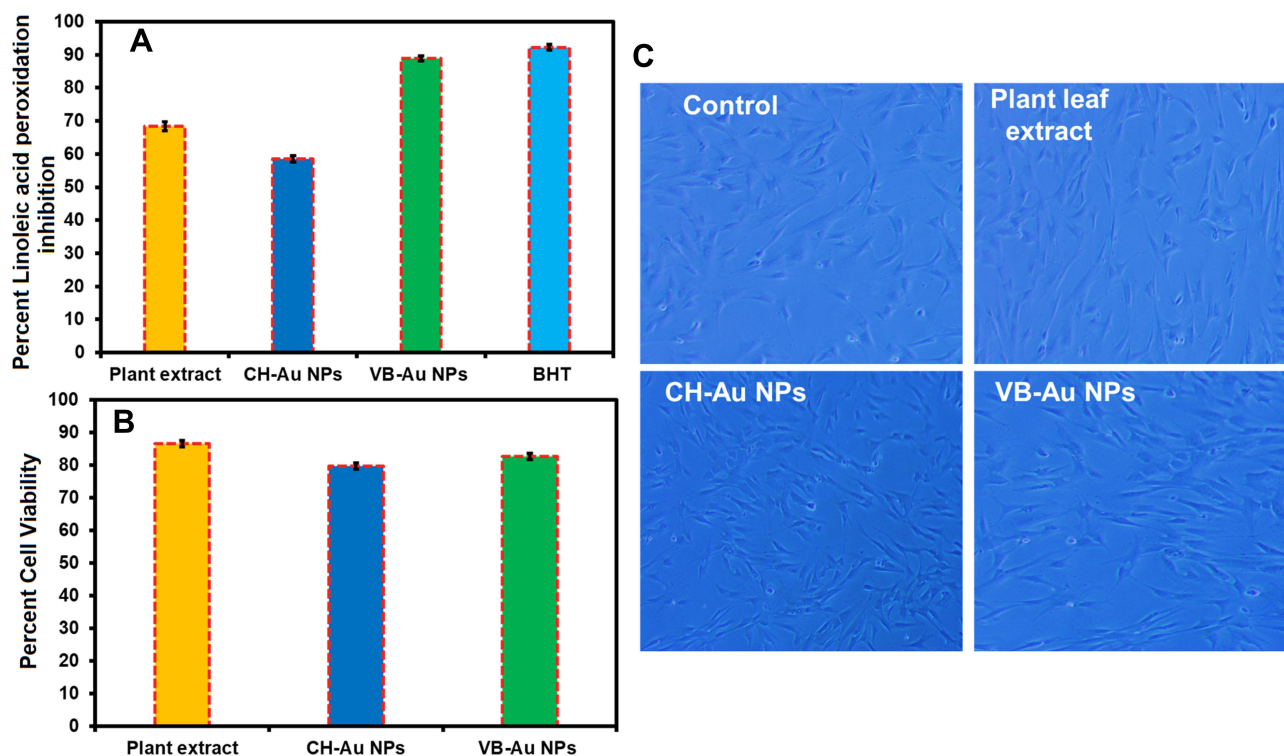 A
Percent Linoleic acid peroxidation
inhibition
100
90
80
70
60
50
40
30
20
10
0
Plant extract
CH-Au NPs
VB-Au NPs
BHT
B
Percent Cell Viability
100
90
80
70
60
50
40
30
20
10
0
Plant extract
CH-Au NPs
VB-Au NPs
C
Control
Plant leaf
extract
CH-Au NPs
VB-Au NPs